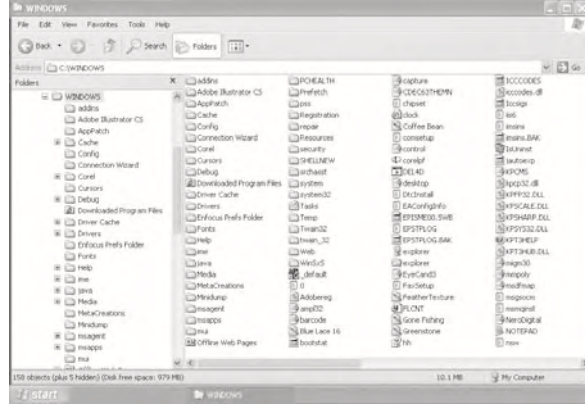 WINDOWS
File Edit View Favorites Tools Help
Back Search Folders
Address C:\WINDOWS Go
Folders X
WINDOWS
addins
Adobe Illustrator CS
AppPatch
Cache
Config
Connection Wizard
Corel
Cursors
Debug
Downloaded Program Files
Driver Cache
Drivers
Enfocus Prefs Folder
Fonts
Help
ime
java
Media
MetaCreations
Minidump
msagent
msapps
mui
addins
Adobe Illustrator CS
AppPatch
Cache
Config
Connection Wizard
Corel
Cursors
Debug
Downloaded Program Files
Driver Cache
Drivers
Enfocus Prefs Folder
Fonts
Help
ime
java
Media
MetaCreations
Minidump
msagent
msapps
mui
Offline Web Pages
PCHEALTH
Prefetch
pss
Registration
repair
Resources
security
SHELLNEW
srchasst
system
system32
Tasks
Temp
Twain32
twain_32
Web
WinSxS
_default
0
Adobereg
ampl32
barcode
Blue Lace 16
bootstat
capture
CDEC63THEMN
chipset
clock
Coffee Bean
consetup
control
corelpf
DEL4D
desktop
DtcInstall
EAConfigInfo
EPISME00.SWB
EPSTPLOG
EPSTPLOG.BAK
explorer
explorer
EyeCand3
FaxSetup
FeatherTexture
FLCNT
Gone Fishing
Greenstone
hh
ICCCODES
iccodes.dll
Iccsigs
iis6
imsins
imsins.BAK
IsUninst
jautoexp
KPCMS
kpcp32.dll
KPFP32.DLL
KPSCALE.DLL
KPSHARP.DLL
KPSYS32.DLL
KPT3HELP
KPT3HUB.DLL
migm30
mmpoly
modfmap
msgsocm
msmqinst
NeroDigital
NOTEPAD
nsw
158 objects (plus 5 hidden) (Disk free space: 979 MB) 10.1 MB My Computer
start WINDOWS